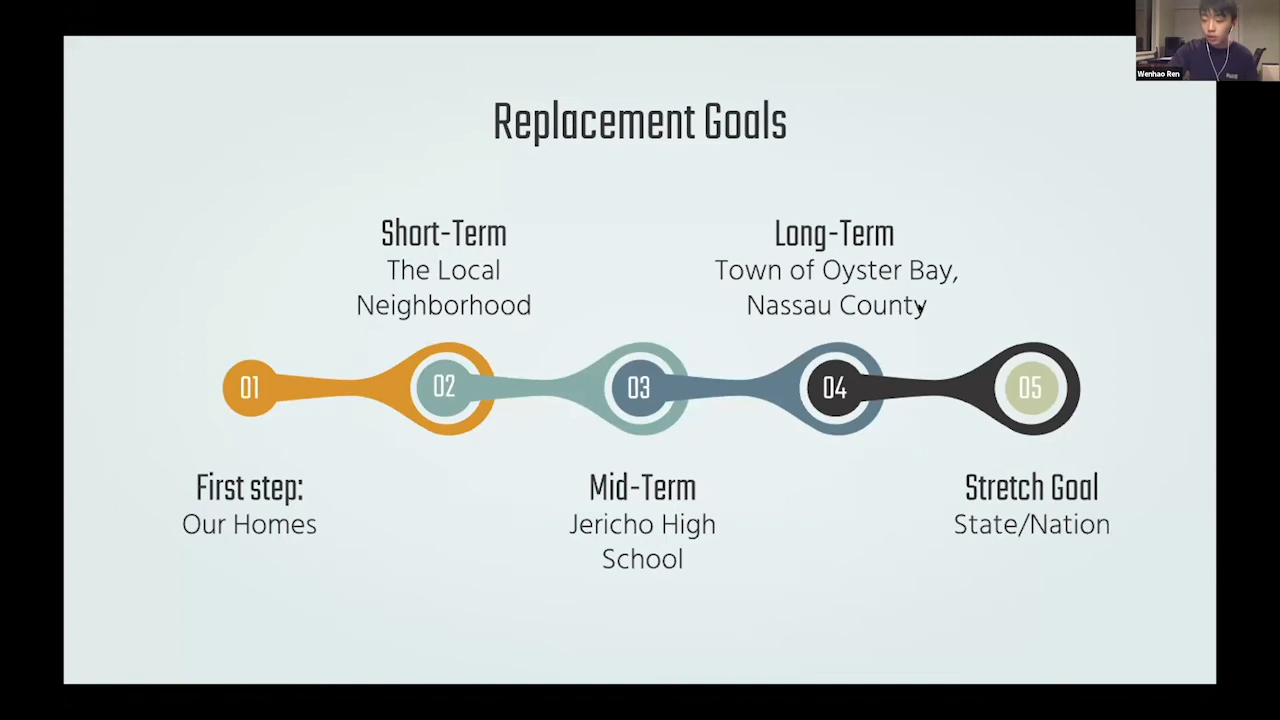 Wenhao Ren
Replacement Goals
Short-Term
The Local
Neighborhood
Long-Term
Town of Oyster Bay,
Nassau County
01
02
03
04
05
First step:
Our Homes
Mid-Term
Jericho High
School
Stretch Goal
State/Nation